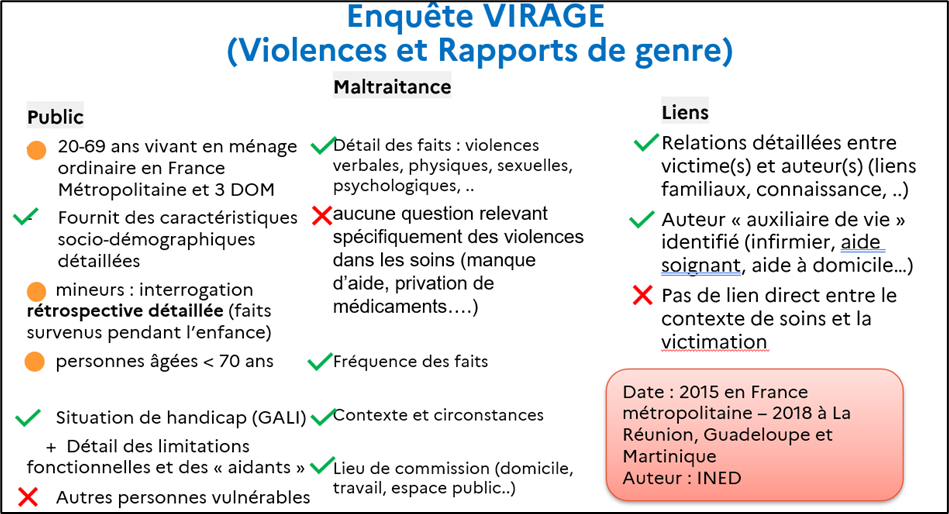 Enquête VIRAGE
(Violences et Rapports de genre)
Public
20-69 ans vivant en ménage
ordinaire en France
Métropolitaine et 3 DOM
Fournit des caractéristiques
socio-démographiques
détaillées
mineurs : interrogation
rétrospective détaillée (faits
survenus pendant l'enfance)
personnes âgées < 70 ans
Situation de handicap (GALI)
+ Détail des limitations
fonctionnelles et des « aidants »
Autres personnes vulnérables
Maltraitance
Détail des faits : violences
verbales, physiques, sexuelles,
psychologiques, ..
aucune question relevant
spécifiquement des violences
dans les soins (manque
d'aide, privation de
médicaments….)
Fréquence des faits
Contexte et circonstances
Lieu de commission (domicile,
travail, espace public..)
Liens
Relations détaillées entre
victime(s) et auteur(s) (liens
familiaux, connaissance, ..)
Auteur « auxiliaire de vie »
identifié (infirmier, aide
soignant, aide à domicile…)
Pas de lien direct entre le
contexte de soins et la
victimation
Date : 2015 en France
métropolitaine – 2018 à La
Réunion, Guadeloupe et
Martinique
Auteur : INED